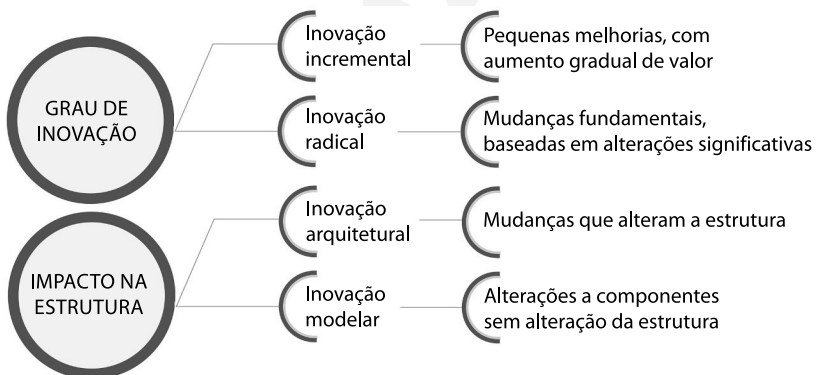 GRAU DE
INOVAÇÃO
Inovação
incremental
Pequenas melhorias, com
aumento gradual de valor
Inovação
radical
Mudanças fundamentais,
baseadas em alterações significativas
IMPACTO NA
ESTRUTURA
Inovação
arquitetural
Mudanças que alteram a estrutura
Inovação
modelar
Alterações a componentes
sem alteração da estrutura